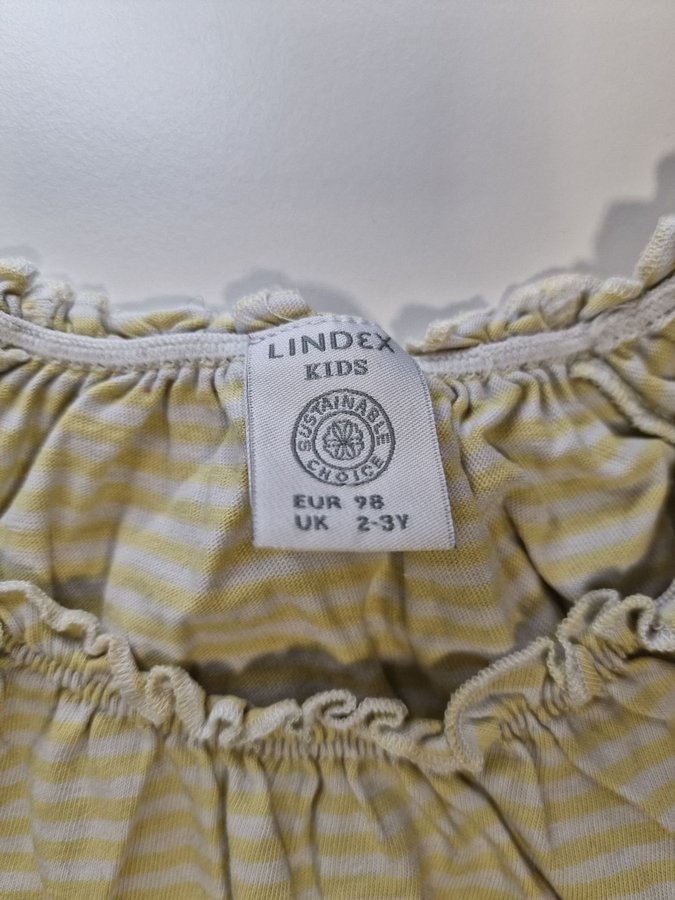 LINDEX
KIDS
SUSTAINABLE
CHOICE
EUR 98
UK 2-3Y